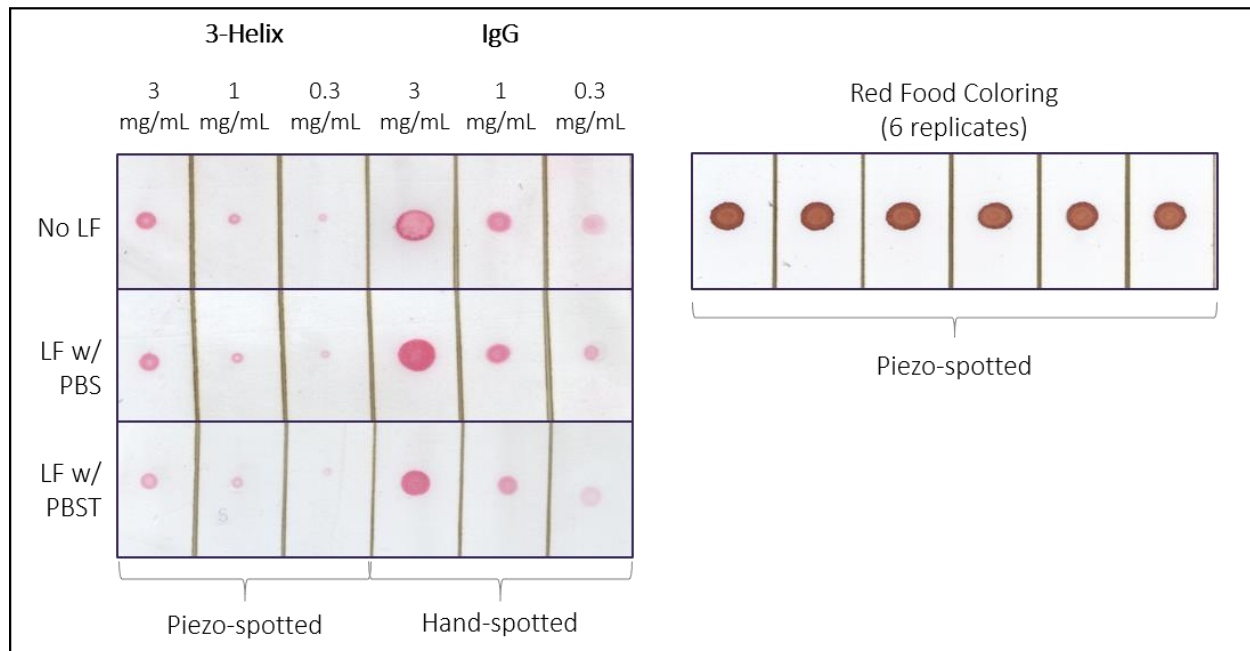 3-Helix IgG
3 1 0.3 3 1 0.3
mg/mL mg/mL mg/mL mg/mL mg/mL mg/mL
No LF
LF w/
PBS
LF w/
PBST
Piezo-spotted Hand-spotted
Red Food Coloring
(6 replicates)
Piezo-spotted